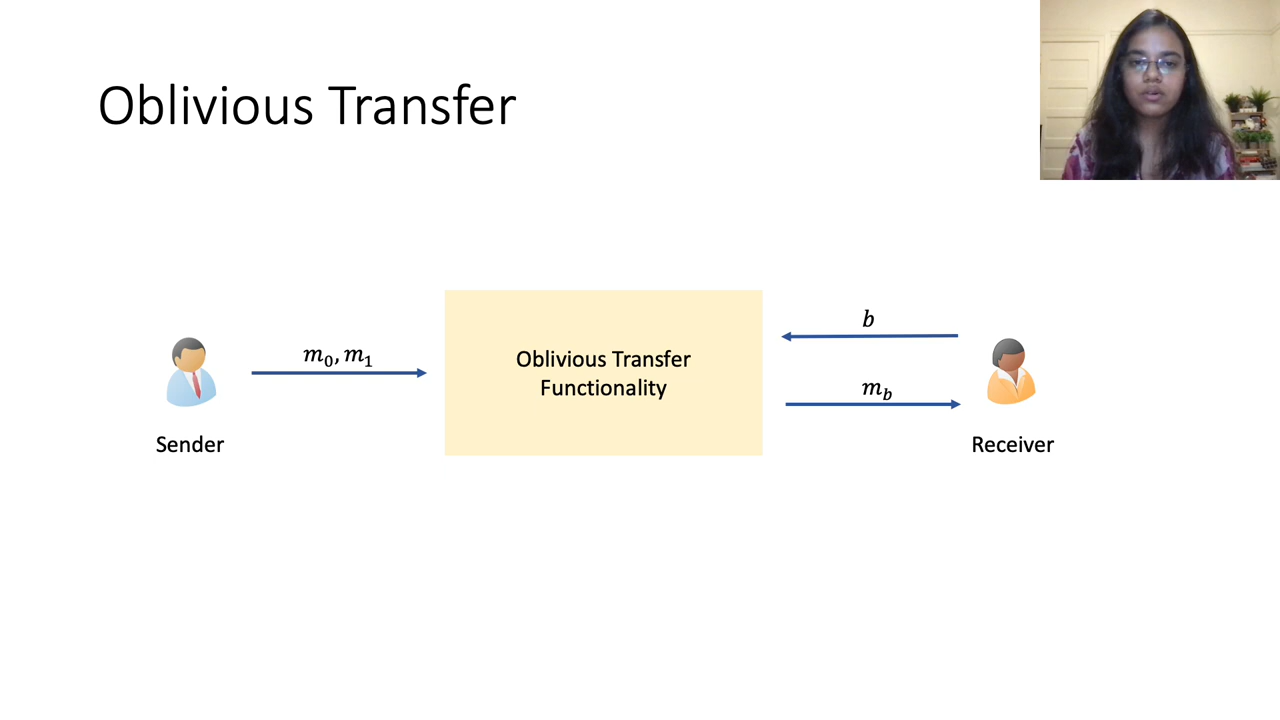 Oblivious Transfer
m₀, m₁
Oblivious Transfer
Functionality
b
m_b
Sender
Receiver